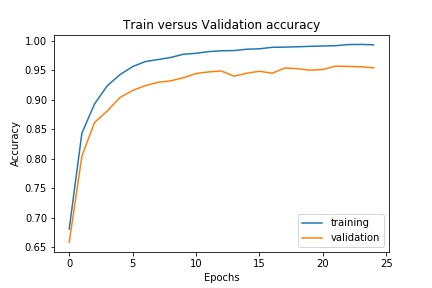 Train versus Validation accuracy
1.00
0.95
0.90
0.85
0.80
0.75
0.70
0.65
Accuracy
training
validation
0 5 10 15 20 25
Epochs